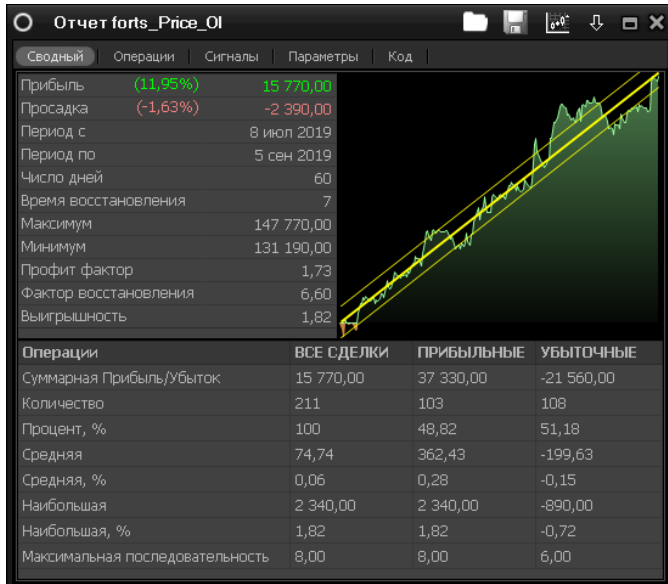 Отчет forts_Price_OI
Сводный Операции Сигналы Параметры Код
Прибыль (11,95%) 15 770,00
Просадка (-1,63%) -2 390,00
Период с 8 июл 2019
Период по 5 сен 2019
Число дней 60
Время восстановления 7
Максимум 147 770,00
Минимум 131 190,00
Профит фактор 1,73
Фактор восстановления 6,60
Выигрышность 1,82
Операции ВСЕ СДЕЛКИ ПРИБЫЛЬНЫЕ УБЫТОЧНЫЕ
Суммарная Прибыль/Убыток 15 770,00 37 330,00 -21 560,00
Количество 211 103 108
Процент, % 100 48,82 51,18
Средняя 74,74 362,43 -199,63
Средняя, % 0,06 0,28 -0,15
Наибольшая 2 340,00 2 340,00 -890,00
Наибольшая, % 1,82 1,82 -0,72
Максимальная последовательность 8,00 8,00 6,00